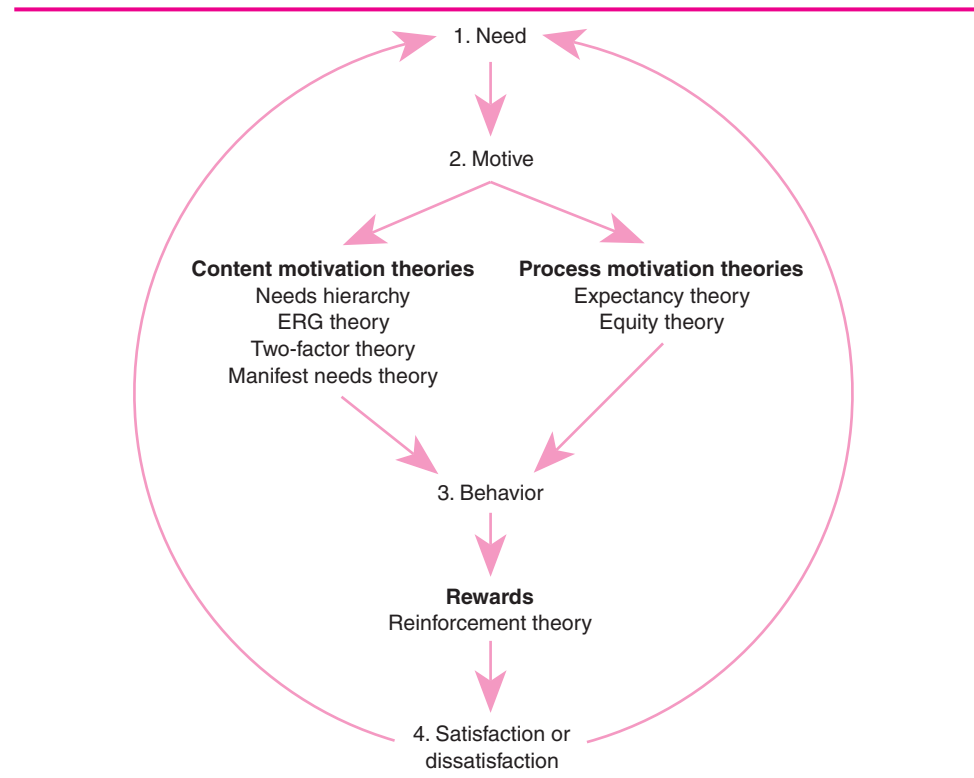 1. Need
2. Motive
Content motivation theories
Needs hierarchy
ERG theory
Two-factor theory
Manifest needs theory
Process motivation theories
Expectancy theory
Equity theory
3. Behavior
Rewards
Reinforcement theory
4. Satisfaction or
dissatisfaction